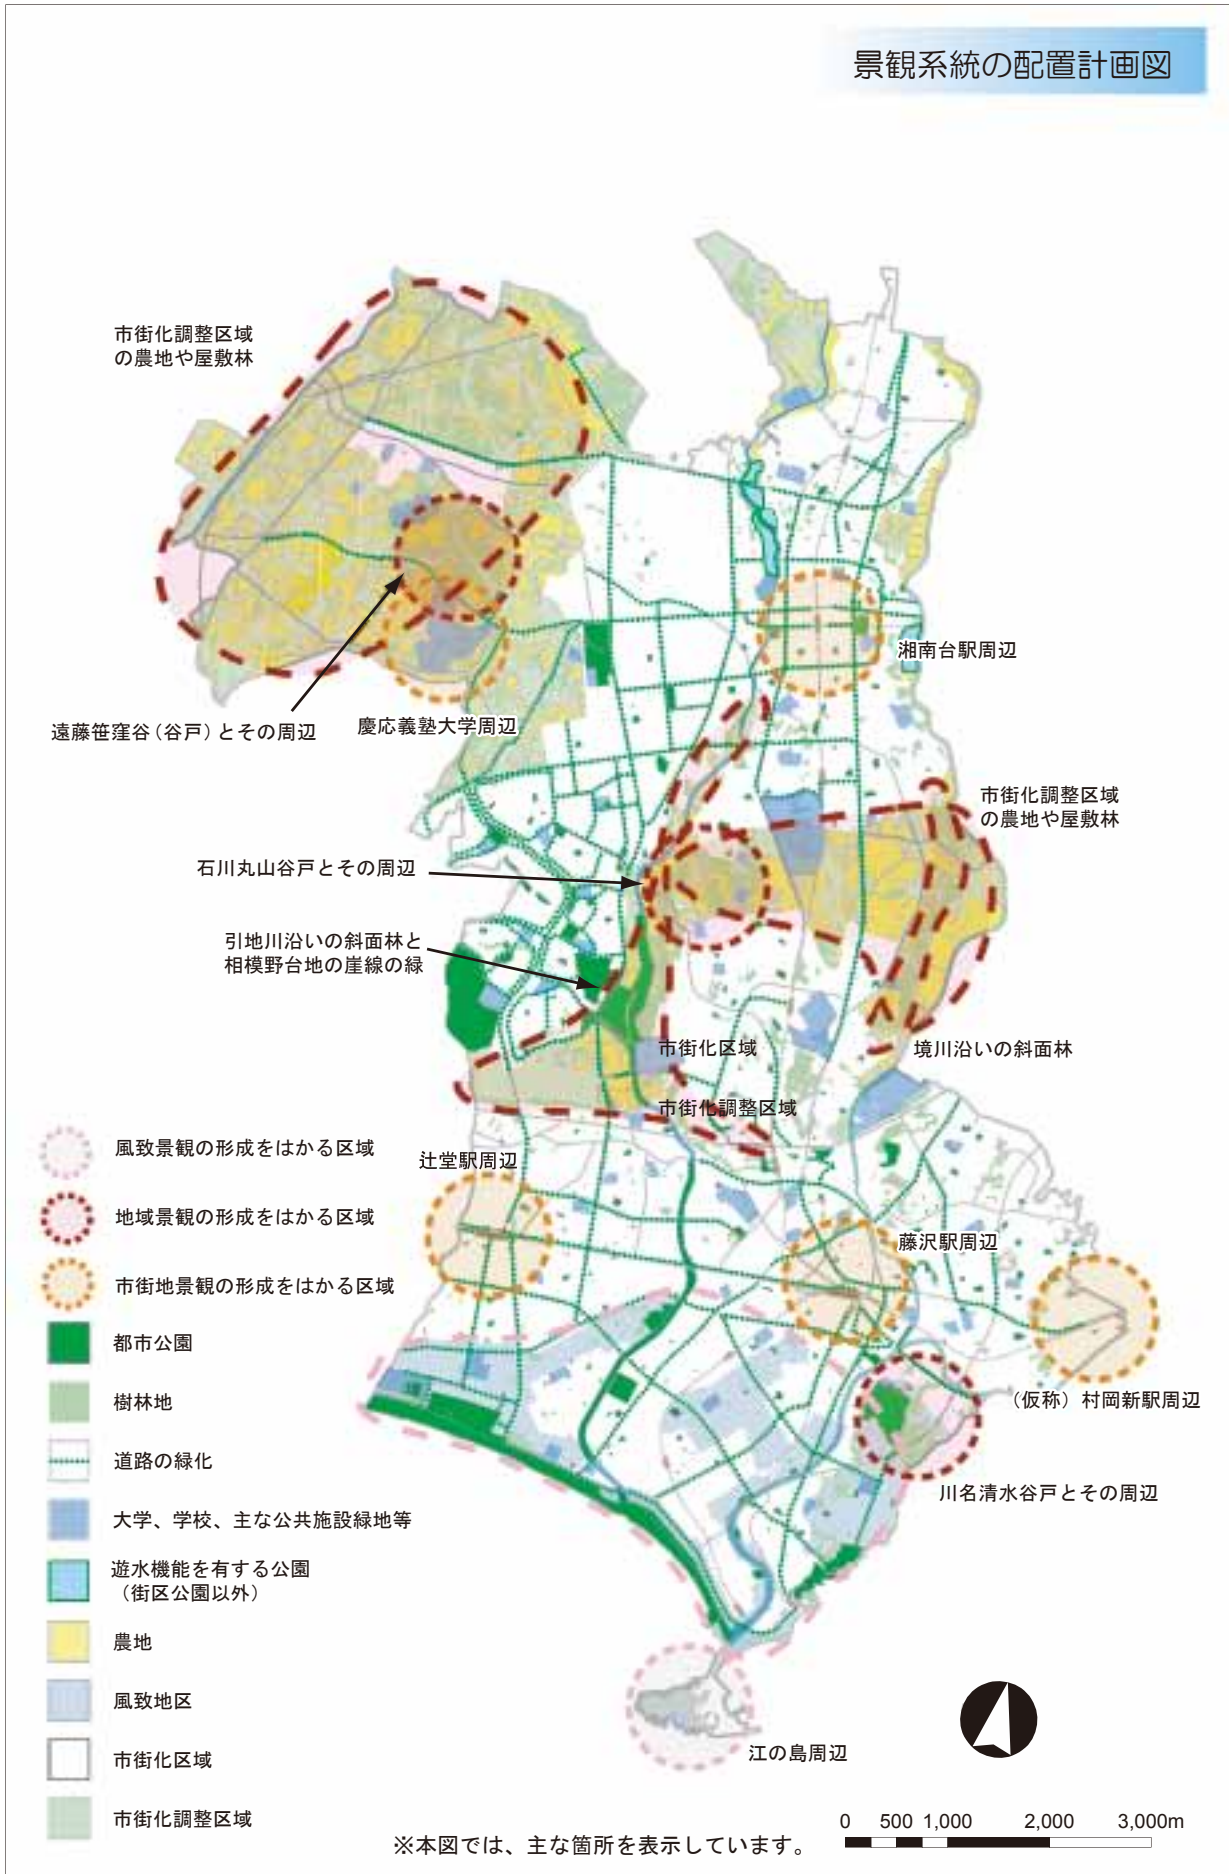 景観系統の配置計画図
市街化調整区域
の農地や屋敷林
湘南台駅周辺
遠藤笹窪谷（谷戸）とその周辺
慶応義塾大学周辺
市街化調整区域
の農地や屋敷林
石川丸山谷戸とその周辺
引地川沿いの斜面林と
相模野台地の崖線の緑
市街化区域
境川沿いの斜面林
市街化調整区域
辻堂駅周辺
藤沢駅周辺
（仮称）村岡新駅周辺
川名清水谷戸とその周辺
江の島周辺
風致景観の形成をはかる区域
地域景観の形成をはかる区域
市街地景観の形成をはかる区域
都市公園
樹林地
道路の緑化
大学、学校、主な公共施設緑地等
遊水機能を有する公園
（街区公園以外）
農地
風致地区
市街化区域
市街化調整区域
※本図では、主な箇所を表示しています。
0 500 1,000 2,000 3,000m